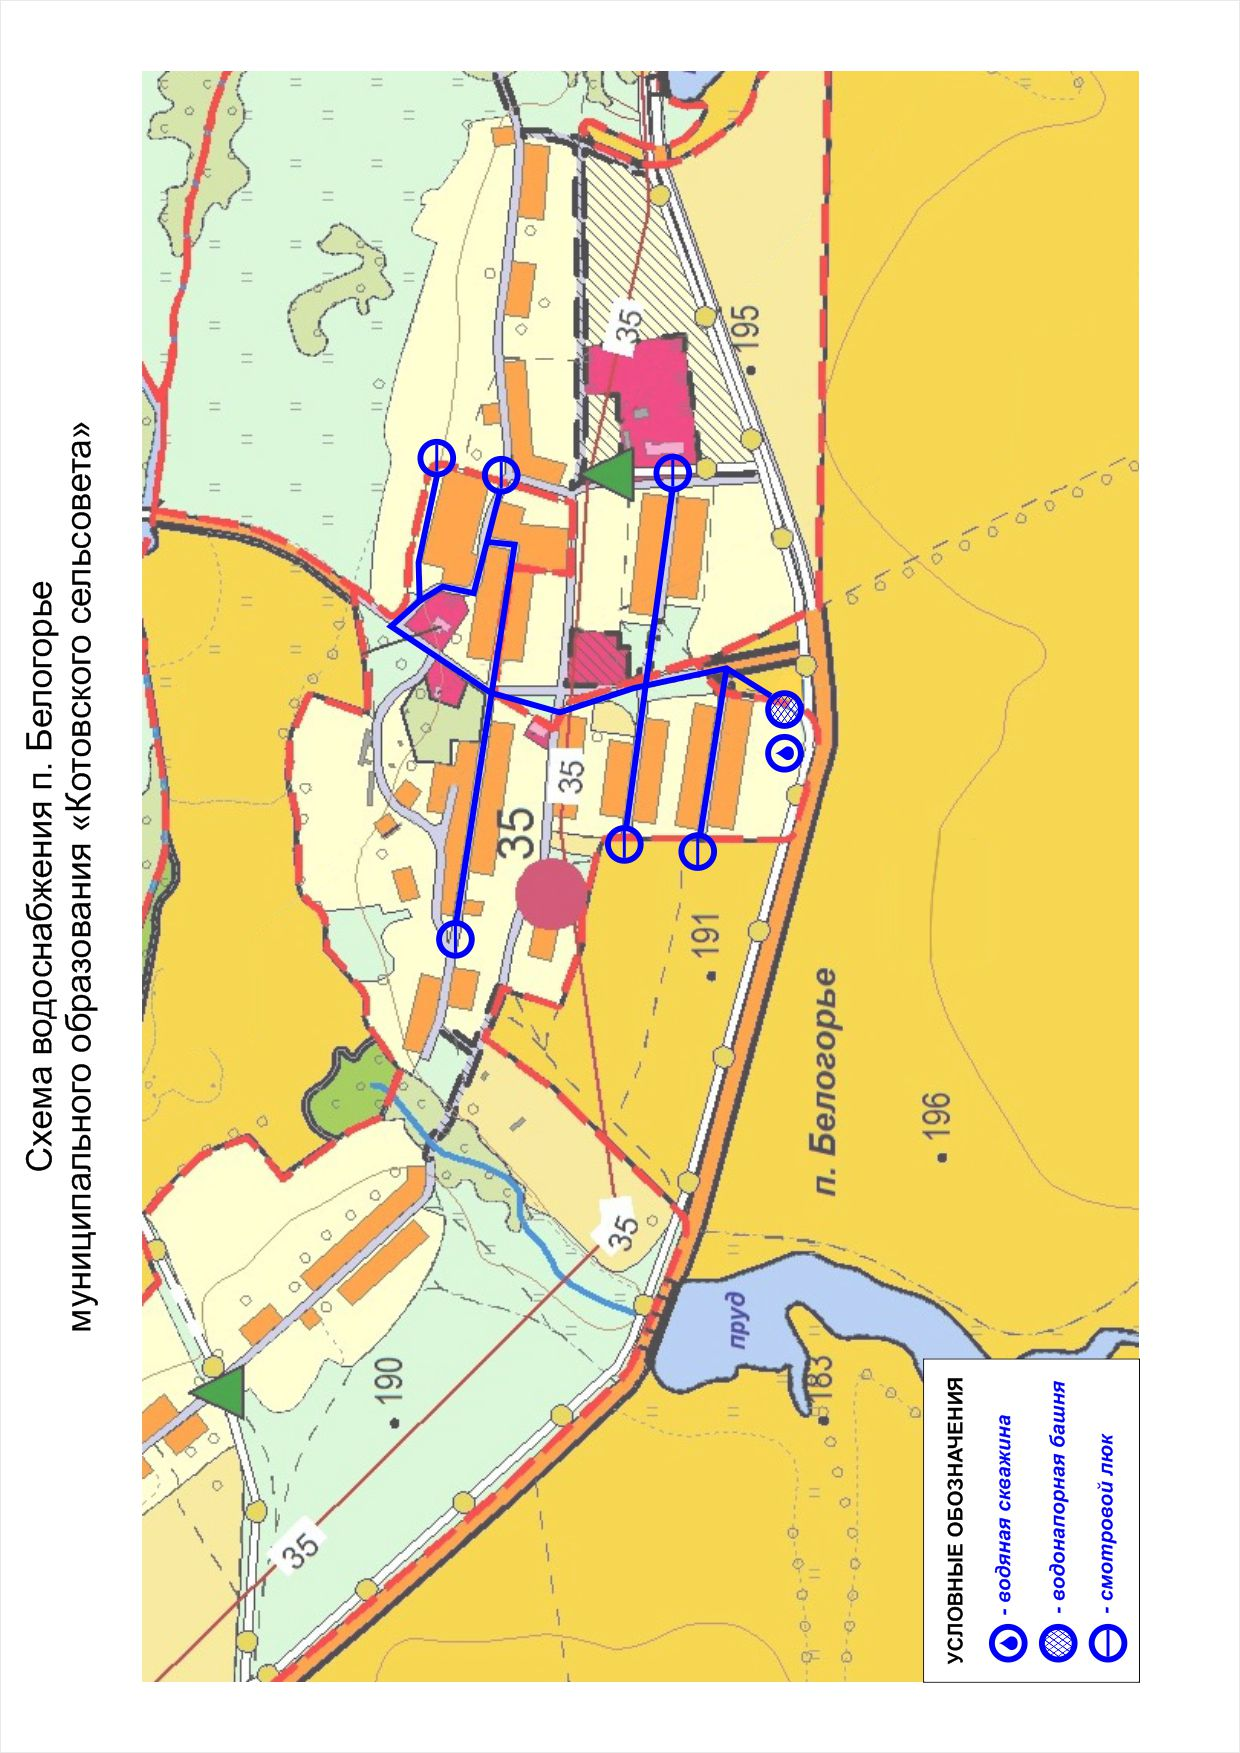 Схема водоснабжения п. Белогорье
муниципального образования «Котовского сельсовета»
35
195
35
35
191
п. Белогорье
196
35
190
пруд
183
35
УСЛОВНЫЕ ОБОЗНАЧЕНИЯ
- водяная скважина
- водонапорная башня
- смотровой люк